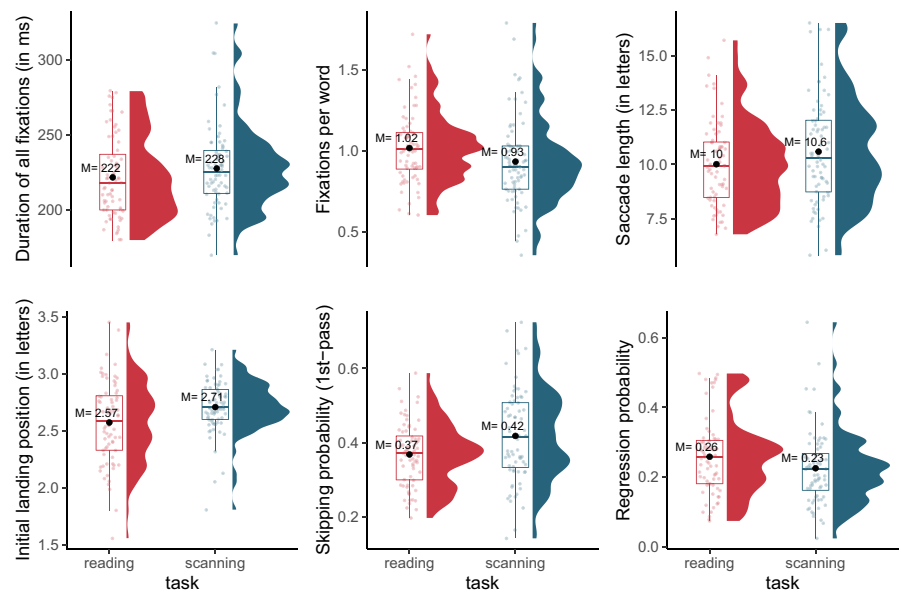 Duration of all fixations (in ms)
300
250
200
M= 222
M= 228
Fixations per word
1.5
1.0
0.5
M= 1.02
M= 0.93
Saccade length (in letters)
15.0
12.5
10.0
7.5
M= 10
M= 10.6
Initial landing position (in letters)
3.5
3.0
2.5
2.0
1.5
M= 2.57
M= 2.71
reading
scanning
task
Skipping probability (1st−pass)
0.6
0.4
0.2
M= 0.37
M= 0.42
reading
scanning
task
Regression probability
0.6
0.4
0.2
0.0
M= 0.26
M= 0.23
reading
scanning
task